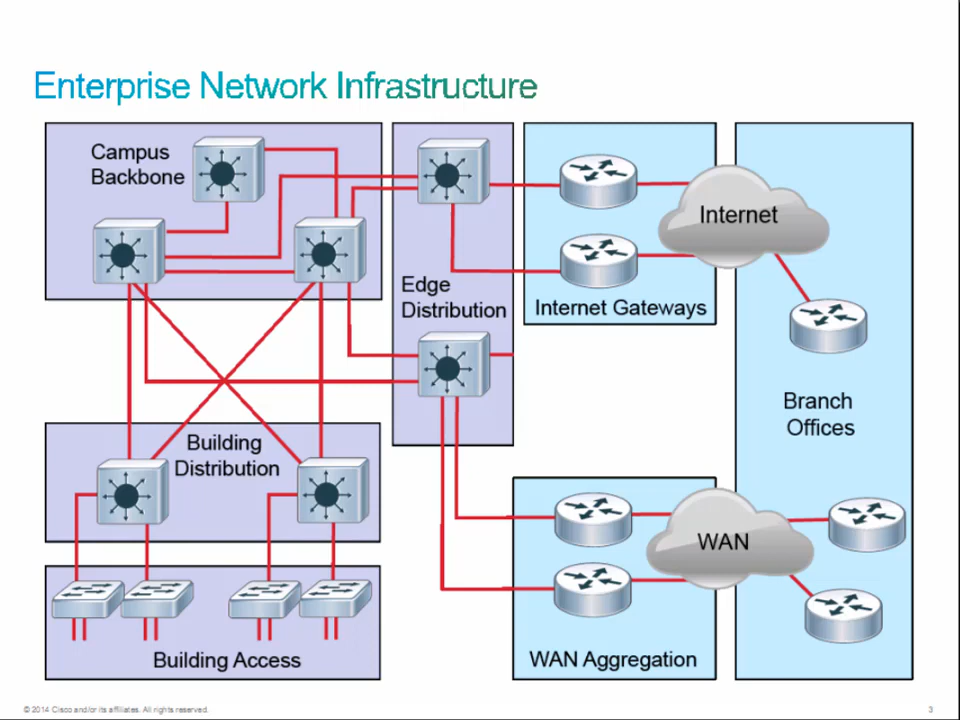 Enterprise Network Infrastructure
Campus
Backbone
Edge
Distribution
Internet
Internet Gateways
Branch
Offices
Building
Distribution
WAN
Building Access
WAN Aggregation
© 2014 Cisco and/or its affiliates. All rights reserved.
3